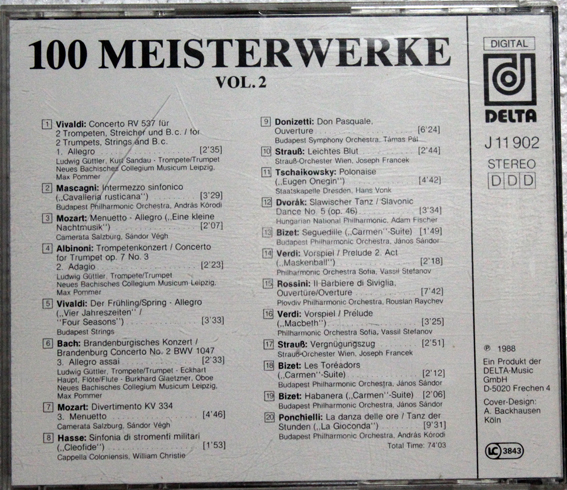 100 MEISTERWERKE
VOL. 2
1 Vivaldi: Concerto RV 537 für
2 Trompeten, Streicher und B.c. / for
2 Trumpets, Strings and B.c.
1. Allegro [2'35]
Ludwig Güttler, Kurt Sandau - Trompete/Trumpet
Neues Bachisches Collegium Musicum Leipzig,
Max Pommer
2 Mascagni: Intermezzo sinfonico
(„Cavalleria rusticana") [3'29]
Budapest Philharmonic Orchestra, András Kórodi
3 Mozart: Menuetto - Allegro („Eine kleine
Nachtmusik") [2'07]
Camerata Salzburg, Sándor Végh
4 Albinoni: Trompetenkonzert / Concerto
for Trumpet op. 7 No. 3
2. Adagio [2'23]
Ludwig Güttler, Trompete/Trumpet
Neues Bachisches Collegium Musicum Leipzig,
Max Pommer
5 Vivaldi: Der Frühling/Spring - Allegro
(„Vier Jahreszeiten" /
"Four Seasons") [3'33]
Budapest Strings
6 Bach: Brandenburgisches Konzert /
Brandenburg Concerto No. 2 BWV 1047
3. Allegro assai [2'33]
Ludwig Güttler, Trompete/Trumpet - Eckhart
Haupt, Flöte/Flute - Burkhard Glaetzner, Oboe
Neues Bachisches Collegium Musicum Leipzig,
Max Pommer
7 Mozart: Divertimento KV 334
3. Menuetto [4'46]
Camerata Salzburg, Sándor Végh
8 Hasse: Sinfonia di stromenti militari
(„Cleofide") [1'53]
Cappella Coloniensis, William Christie
9 Donizetti: Don Pasquale,
Ouverture [6'24]
Budapest Symphony Orchestra, Támas Pál
10 Strauß: Leichtes Blut [2'44]
Strauß-Orchester Wien, Joseph Francek
11 Tschaikowsky: Polonaise
(„Eugen Onegin") [4'42]
Staatskapelle Dresden, Hans Vonk
12 Dvořák: Slawischer Tanz / Slavonic
Dance No. 5 (op. 46) [3'34]
Hungarian National Philharmonic, Adam Fischer
13 Bizet: Seguedille („Carmen"-Suite) [1'49]
Budapest Philharmonic Orchestra, János Sándor
14 Verdi: Vorspiel / Prelude 2. Act
(„Maskenball") [2'18]
Philharmonic Orchestra Sofia, Vassil Stefanov
15 Rossini: Il Barbiere di Siviglia,
Ouvertüre/Overture [7'42]
Plovdiv Philharmonic Orchestra, Rouslan Raychev
16 Verdi: Vorspiel / Prélude
(„Macbeth") [3'25]
Philharmonic Orchestra Sofia, Vassil Stefanov
17 Strauß: Vergnügungszug [2'51]
Strauß-Orchester Wien, Joseph Francek
18 Bizet: Les Toréadors
(„Carmen"-Suite) [2'12]
Budapest Philharmonic Orchestra, János Sándor
19 Bizet: Habanera („Carmen"-Suite) [2'06]
Budapest Philharmonic Orchestra, János Sándor
20 Ponchielli: La danza delle ore / Tanz der
Stunden („La Gioconda") [9'31]
Budapest Philharmonic Orchestra, András Kórodi
Total Time: 74'03
DIGITAL
DELTA
J 11 902
STEREO
D D D
℗ 1988
Ein Produkt der
DELTA-Music
GmbH
D-5020 Frechen 4
Cover-Design:
A. Backhausen
Köln
LC 3843